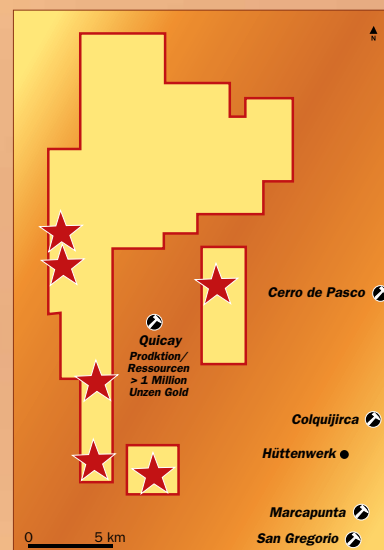 N
Cerro de Pasco
Quicay
Prodktion/
Ressourcen
> 1 Million
Unzen Gold
Colquijirca
Hüttenwerk
Marcapunta
San Gregorio
0 5 km